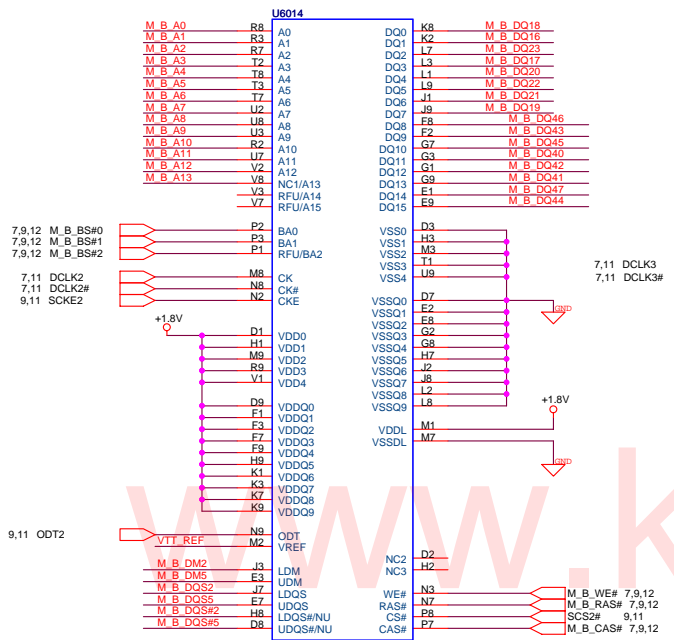 U6014
M_B_A0 R8 A0 DQ0 K8 M_B_DQ18
M_B_A1 R3 A1 DQ1 K2 M_B_DQ16
M_B_A2 R7 A2 DQ2 L7 M_B_DQ23
M_B_A3 T2 A3 DQ3 L3 M_B_DQ17
M_B_A4 T8 A4 DQ4 L1 M_B_DQ20
M_B_A5 T3 A5 DQ5 L9 M_B_DQ22
M_B_A6 T7 A6 DQ6 J1 M_B_DQ21
M_B_A7 U2 A7 DQ7 J9 M_B_DQ19
M_B_A8 U8 A8 DQ8 F8 M_B_DQ46
M_B_A9 U3 A9 DQ9 F2 M_B_DQ43
M_B_A10 R2 A10 DQ10 G7 M_B_DQ45
M_B_A11 U7 A11 DQ11 G3 M_B_DQ40
M_B_A12 V2 A12 DQ12 G1 M_B_DQ42
M_B_A13 V8 NC1/A13 DQ13 G9 M_B_DQ41
V3 RFU/A14 DQ14 E1 M_B_DQ47
V7 RFU/A15 DQ15 E9 M_B_DQ44
7,9,12 M_B_BS#0 P2 BA0 VSS0 D3
7,9,12 M_B_BS#1 P3 BA1 VSS1 H3
7,9,12 M_B_BS#2 P1 RFU/BA2 VSS2 M3
VSS3 T1 7,11 DCLK3
7,11 DCLK2 M8 CK VSS4 U9 7,11 DCLK3#
7,11 DCLK2# N8 CK#
9,11 SCKE2 N2 CKE VSSQ0 D7
VSSQ1 E2 GND
+1.8V VSSQ2 E8
D1 VDD0 VSSQ3 G2
H1 VDD1 VSSQ4 G8
M9 VDD2 VSSQ5 H7
R9 VDD3 VSSQ6 J2
V1 VDD4 VSSQ7 J8
VSSQ8 L2
D9 VDDQ0 VSSQ9 L8 +1.8V
F1 VDDQ1
F3 VDDQ2 VDDL M1
F7 VDDQ3 VSSDL M7
F9 VDDQ4
H9 VDDQ5 GND
K1 VDDQ6
K3 VDDQ7
K7 VDDQ8
K9 VDDQ9
9,11 ODT2 N9 ODT
VTT_REF M2 VREF
NC2 D2
M_B_DM2 J3 LDM NC3 H2
M_B_DM5 E3 UDM
M_B_DQS2 J7 LDQS WE# N3 M_B_WE# 7,9,12
M_B_DQS5 E7 UDQS RAS# N7 M_B_RAS# 7,9,12
M_B_DQS#2 H8 LDQS#/NU CS# P8 SCS2# 9,11
M_B_DQS#5 D8 UDQS#/NU CAS# P7 M_B_CAS# 7,9,12
www.k